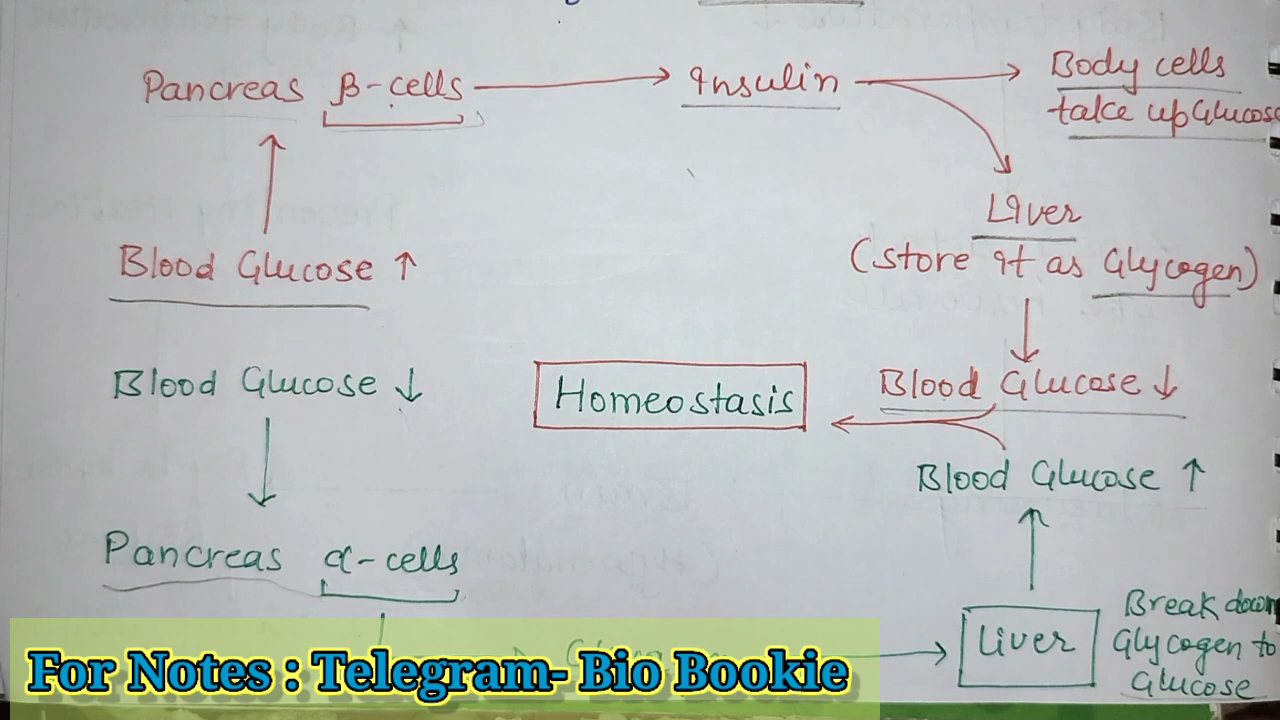 Pancreas β-cells → Insulin → Body cells
take up Glucose
Liver
(store it as Glycogen)
Blood Glucose ↑
Blood Glucose ↓
Homeostasis
Blood Glucose ↓
Blood Glucose ↑
Pancreas α-cells
Liver
Break down
Glycogen to
Glucose
For Notes : Telegram- Bio Bookie